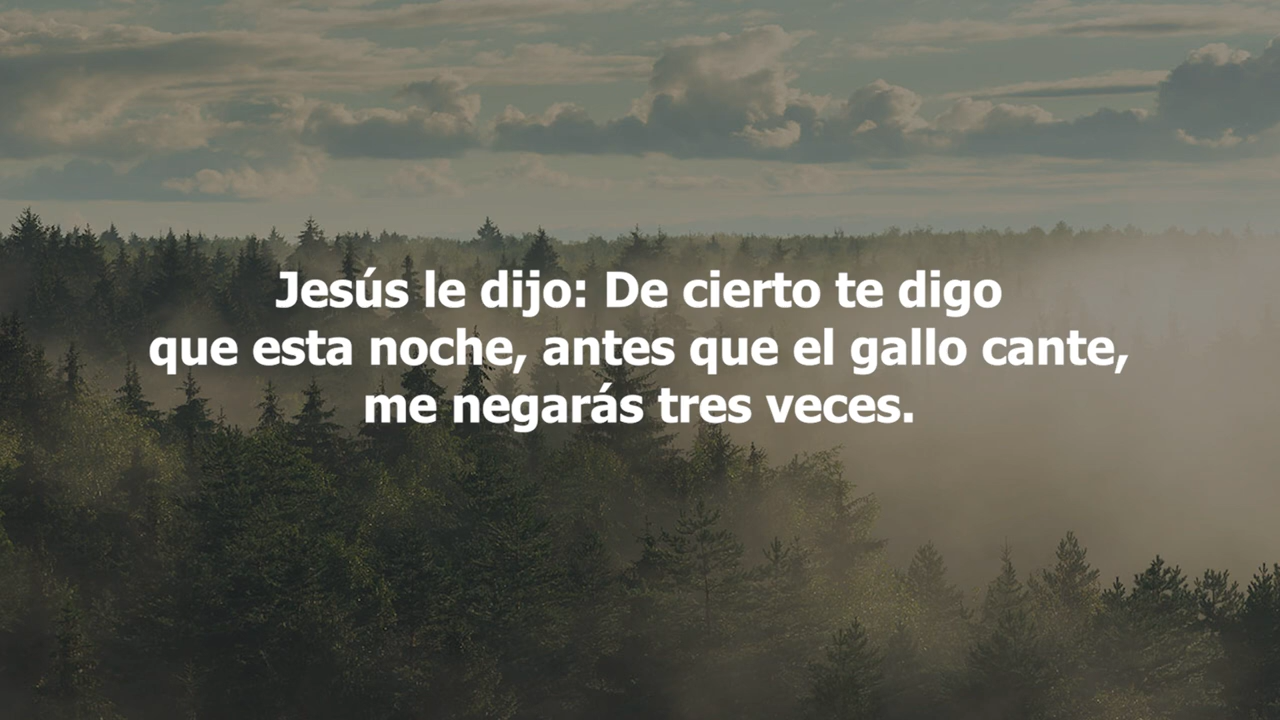 Jesús le dijo: De cierto te digo
que esta noche, antes que el gallo cante,
me negarás tres veces.